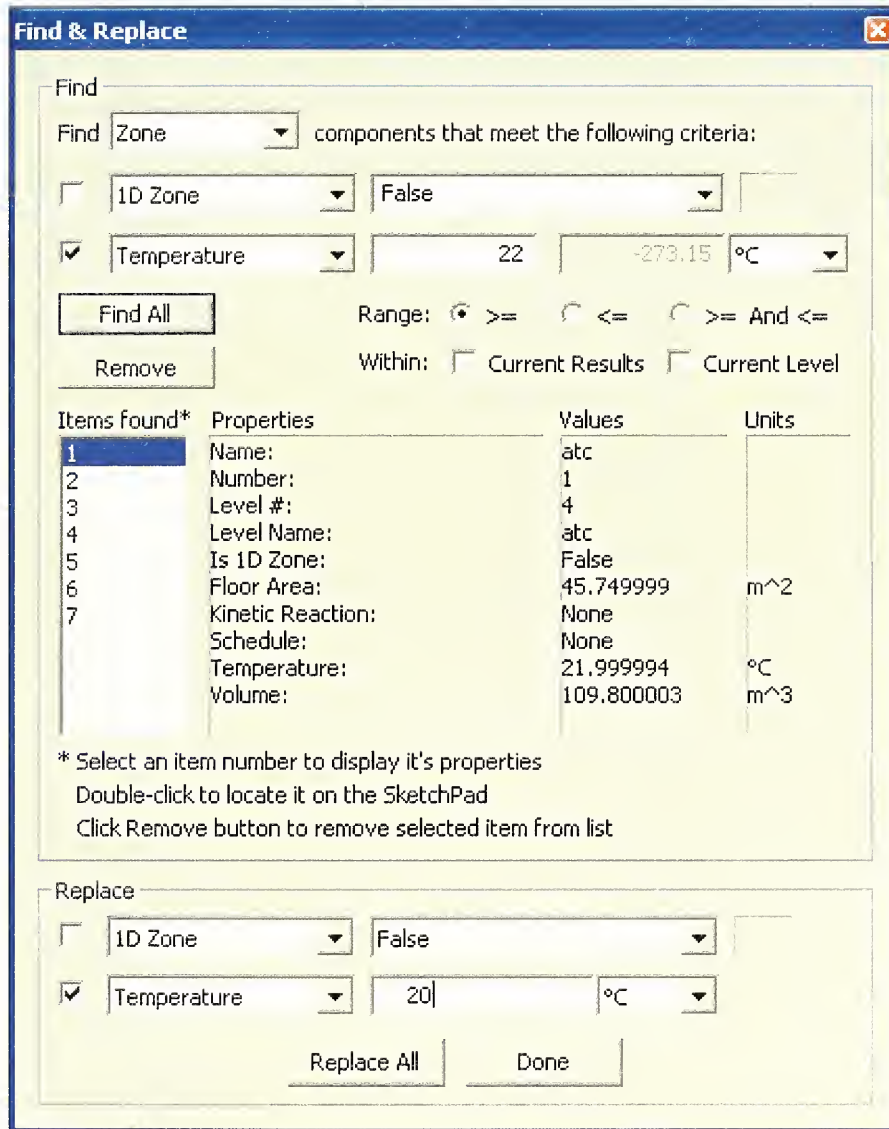 Find & Replace
Find
Find Zone components that meet the following criteria:
1D Zone False
Temperature 22 -273.15 °C
Find All Range: >= <= >= And <=
Remove Within: Current Results Current Level
Items found* Properties Values Units
1 Name: atc
2 Number: 1
3 Level #: 4
4 Level Name: atc
5 Is 1D Zone: False
6 Floor Area: 45.749999 m^2
7 Kinetic Reaction: None
Schedule: None
Temperature: 21.999994 °C
Volume: 109.800003 m^3
* Select an item number to display it's properties
Double-click to locate it on the SketchPad
Click Remove button to remove selected item from list
Replace
1D Zone False
Temperature 20 °C
Replace All Done